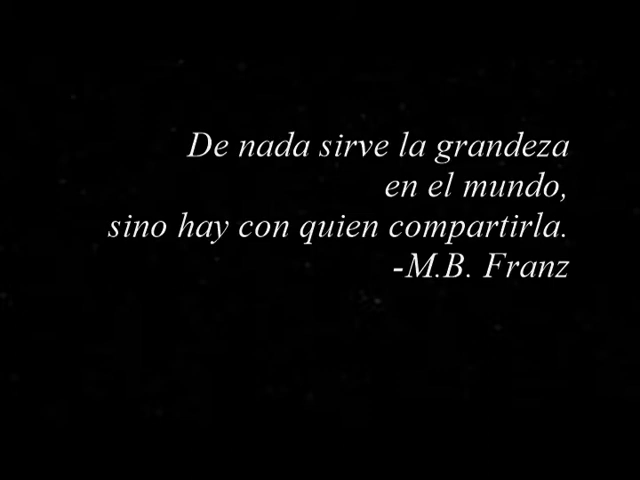 De nada sirve la grandeza
en el mundo,
sino hay con quien compartirla.
-M.B. Franz